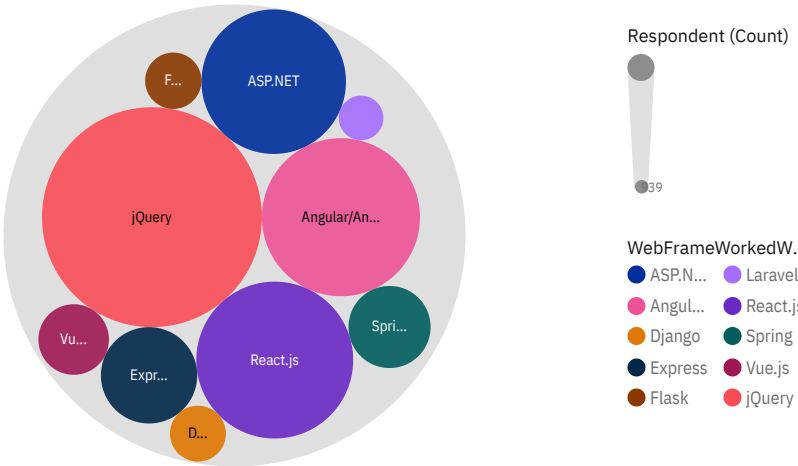 F...
ASP.NET
jQuery
Angular/An...
Vu...
Expr...
React.js
Spri...
D...
Respondent (Count)
939
WebFrameWorkedW...
ASP.N...
Laravel
Angul...
React.js
Django
Spring
Express
Vue.js
Flask
jQuery